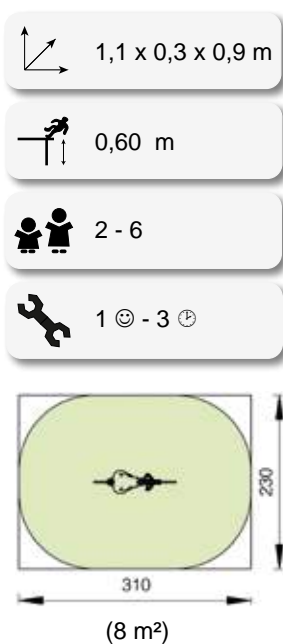 1,1 x 0,3 x 0,9 m
0,60 m
2 - 6
1 ☺ - 3 🕑
230
310
(8 m²)